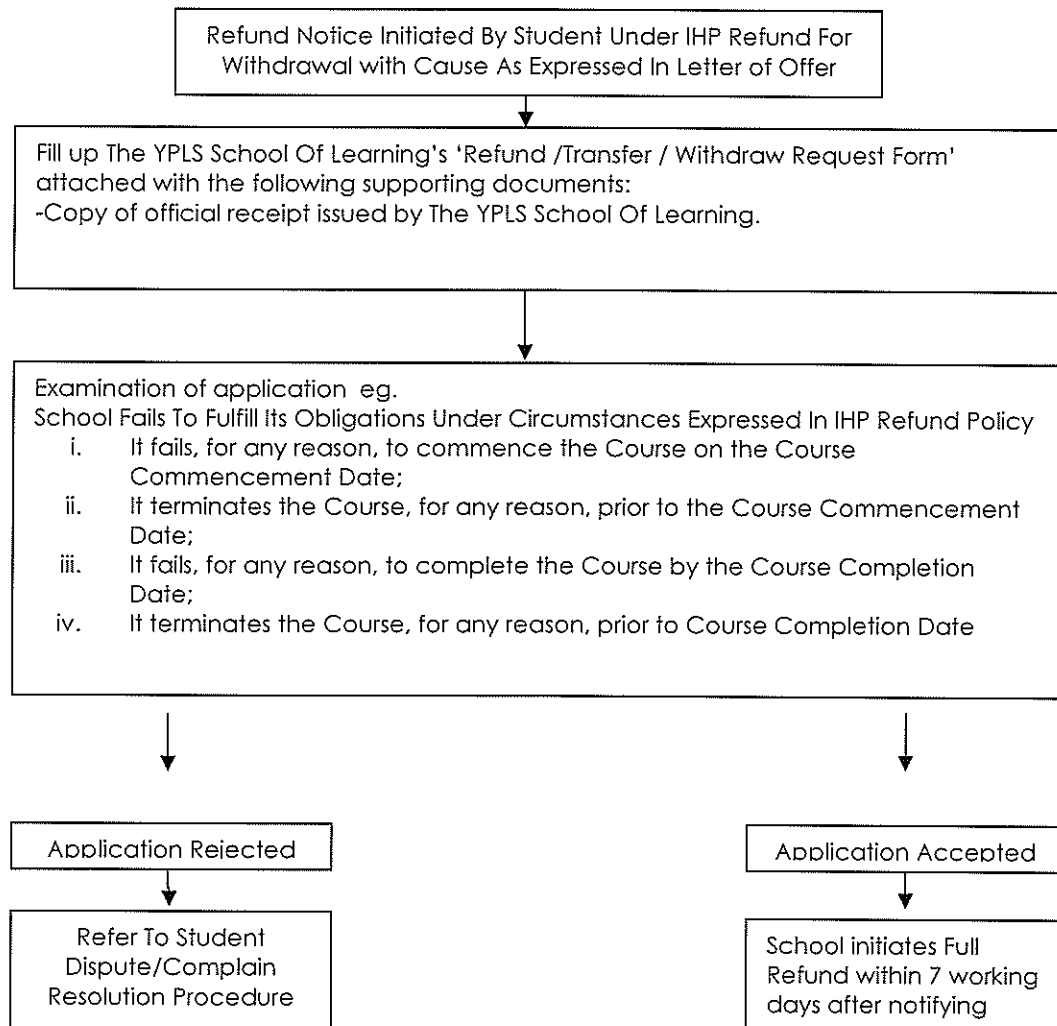 Refund Notice Initiated By Student Under IHP Refund For
Withdrawal with Cause As Expressed In Letter of Offer
Fill up The YPLS School Of Learning's 'Refund /Transfer / Withdraw Request Form'
attached with the following supporting documents:
-Copy of official receipt issued by The YPLS School Of Learning.
Examination of application eg.
School Fails To Fulfill Its Obligations Under Circumstances Expressed In IHP Refund Policy
i. It fails, for any reason, to commence the Course on the Course
Commencement Date;
ii. It terminates the Course, for any reason, prior to the Course Commencement
Date;
iii. It fails, for any reason, to complete the Course by the Course Completion
Date;
iv. It terminates the Course, for any reason, prior to Course Completion Date
Application Rejected
Application Accepted
Refer To Student
Dispute/Complain
Resolution Procedure
School initiates Full
Refund within 7 working
days after notifying